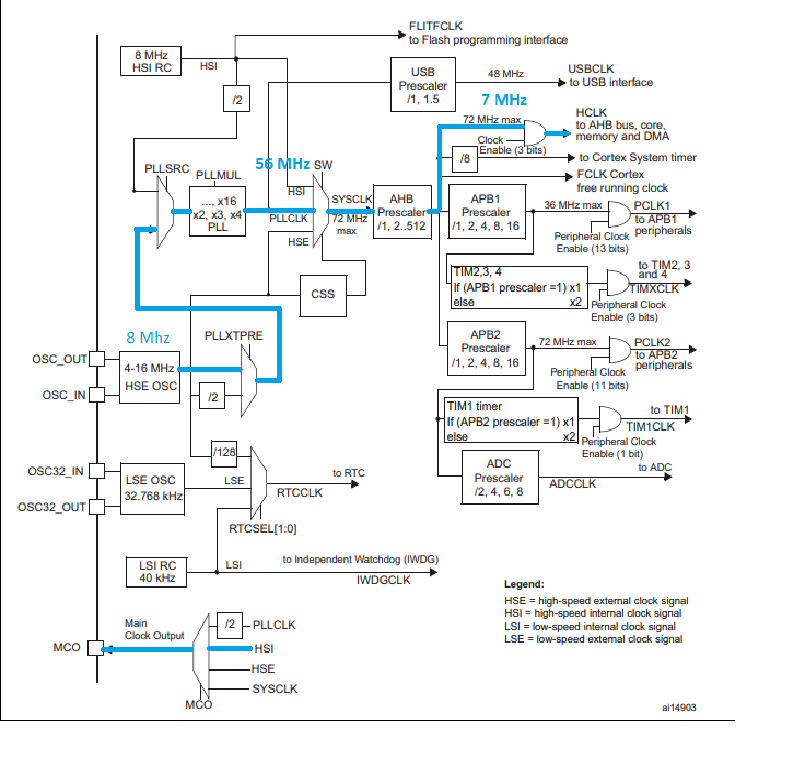 FLITFCLK
to Flash programming interface
8 MHz
HSI RC
HSI
USB
Prescaler
/1, 1.5
48 MHz
USBCLK
to USB interface
/2
7 MHz
72 MHz max
HCLK
to AHB bus, core,
memory and DMA
Clock
Enable (3 bits)
/8
to Cortex System timer
FCLK Cortex
free running clock
PLLSRC
PLLMUL
56 MHz
SW
..., x16
x2, x3, x4
PLL
HSI
PLLCLK
HSE
SYSCLK
72 MHz
max
AHB
Prescaler
/1, 2..512
APB1
Prescaler
/1, 2, 4, 8, 16
36 MHz max
PCLK1
to APB1
peripherals
Peripheral Clock
Enable (13 bits)
TIM2,3, 4
If (APB1 prescaler =1) x1
else x2
to TIM2, 3
and 4
TIMXCLK
Peripheral Clock
Enable (3 bits)
CSS
8 Mhz
PLLXTPRE
OSC_OUT
OSC_IN
4-16 MHz
HSE OSC
/2
APB2
Prescaler
/1, 2, 4, 8, 16
72 MHz max
PCLK2
to APB2
peripherals
Peripheral Clock
Enable (11 bits)
TIM1 timer
If (APB2 prescaler =1) x1
else x2
to TIM1
TIM1CLK
Peripheral Clock
Enable (1 bit)
/128
OSC32_IN
OSC32_OUT
LSE OSC
32.768 kHz
LSE
to RTC
RTCCLK
RTCSEL[1:0]
ADC
Prescaler
/2, 4, 6, 8
to ADC
ADCCLK
LSI RC
40 kHz
LSI
to Independent Watchdog (IWDG)
IWDGCLK
Legend:
HSE = high-speed external clock signal
HSI = high-speed internal clock signal
LSI = low-speed internal clock signal
LSE = low-speed external clock signal
Main
Clock Output
MCO
/2
PLLCLK
HSI
HSE
SYSCLK
MCO
ai14903